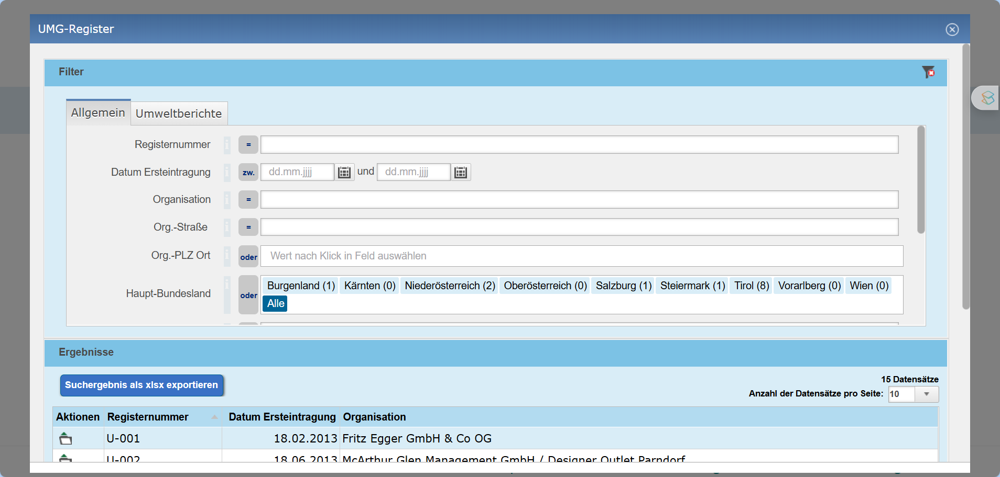 UMG-Register
Filter
Allgemein Umweltberichte
Registernummer =
Datum Ersteintragung zw. dd.mm.jjjj und dd.mm.jjjj
Organisation =
Org.-Straße =
Org.-PLZ Ort oder Wert nach Klick in Feld auswählen
Haupt-Bundesland oder Burgenland (1) Kärnten (0) Niederösterreich (2) Oberösterreich (0) Salzburg (1) Steiermark (1) Tirol (8) Vorarlberg (0) Wien (0)
Alle
Ergebnisse
Suchergebnis als xlsx exportieren
15 Datensätze
Anzahl der Datensätze pro Seite: 10
Aktionen Registernummer Datum Ersteintragung Organisation
U-001 18.02.2013 Fritz Egger GmbH & Co OG
U-002 18.06.2013 McArthur Glen Management GmbH / Designer Outlet Parndorf